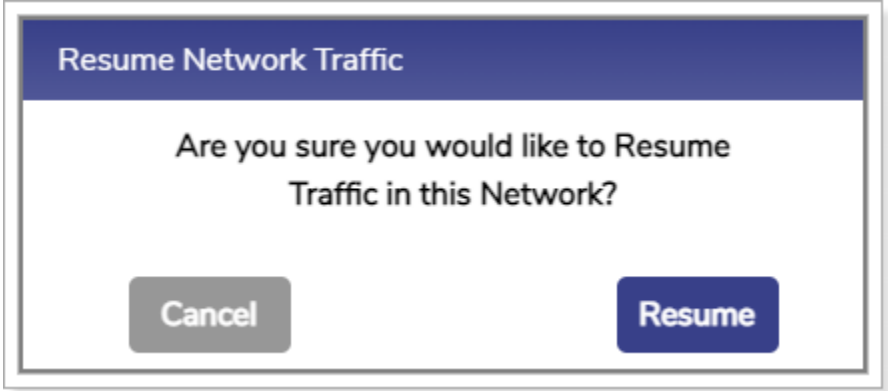 Resume Network Traffic
Are you sure you would like to Resume
Traffic in this Network?
Cancel
Resume